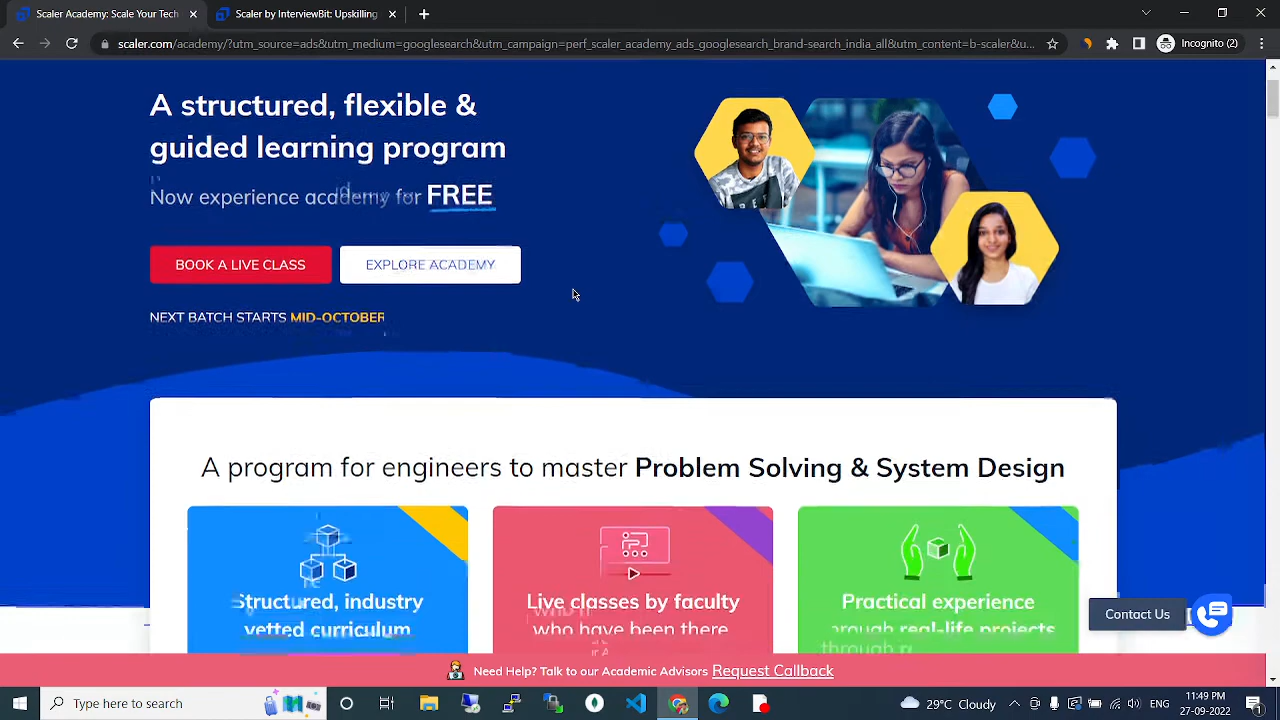 Scaler Academy: Scale Your Tech
Scaler by InterviewBit: Upskilling
scaler.com/academy/?utm_source=ads&utm_medium=googlesearch&utm_campaign=perf_scaler_academy_ads_googlesearch_brand-search_india_all&utm_content=b-scaler&u...
Incognito (2)
A structured, flexible &
guided learning program
Now experience academy for FREE
BOOK A LIVE CLASS
EXPLORE ACADEMY
NEXT BATCH STARTS MID-OCTOBER
A program for engineers to master Problem Solving & System Design
Structured, industry
vetted curriculum
Live classes by faculty
who have been there
Practical experience
through real-life projects
Contact Us
Need Help? Talk to our Academic Advisors Request Callback
Type here to search
29°C Cloudy
ENG
11:49 PM
27-09-2022